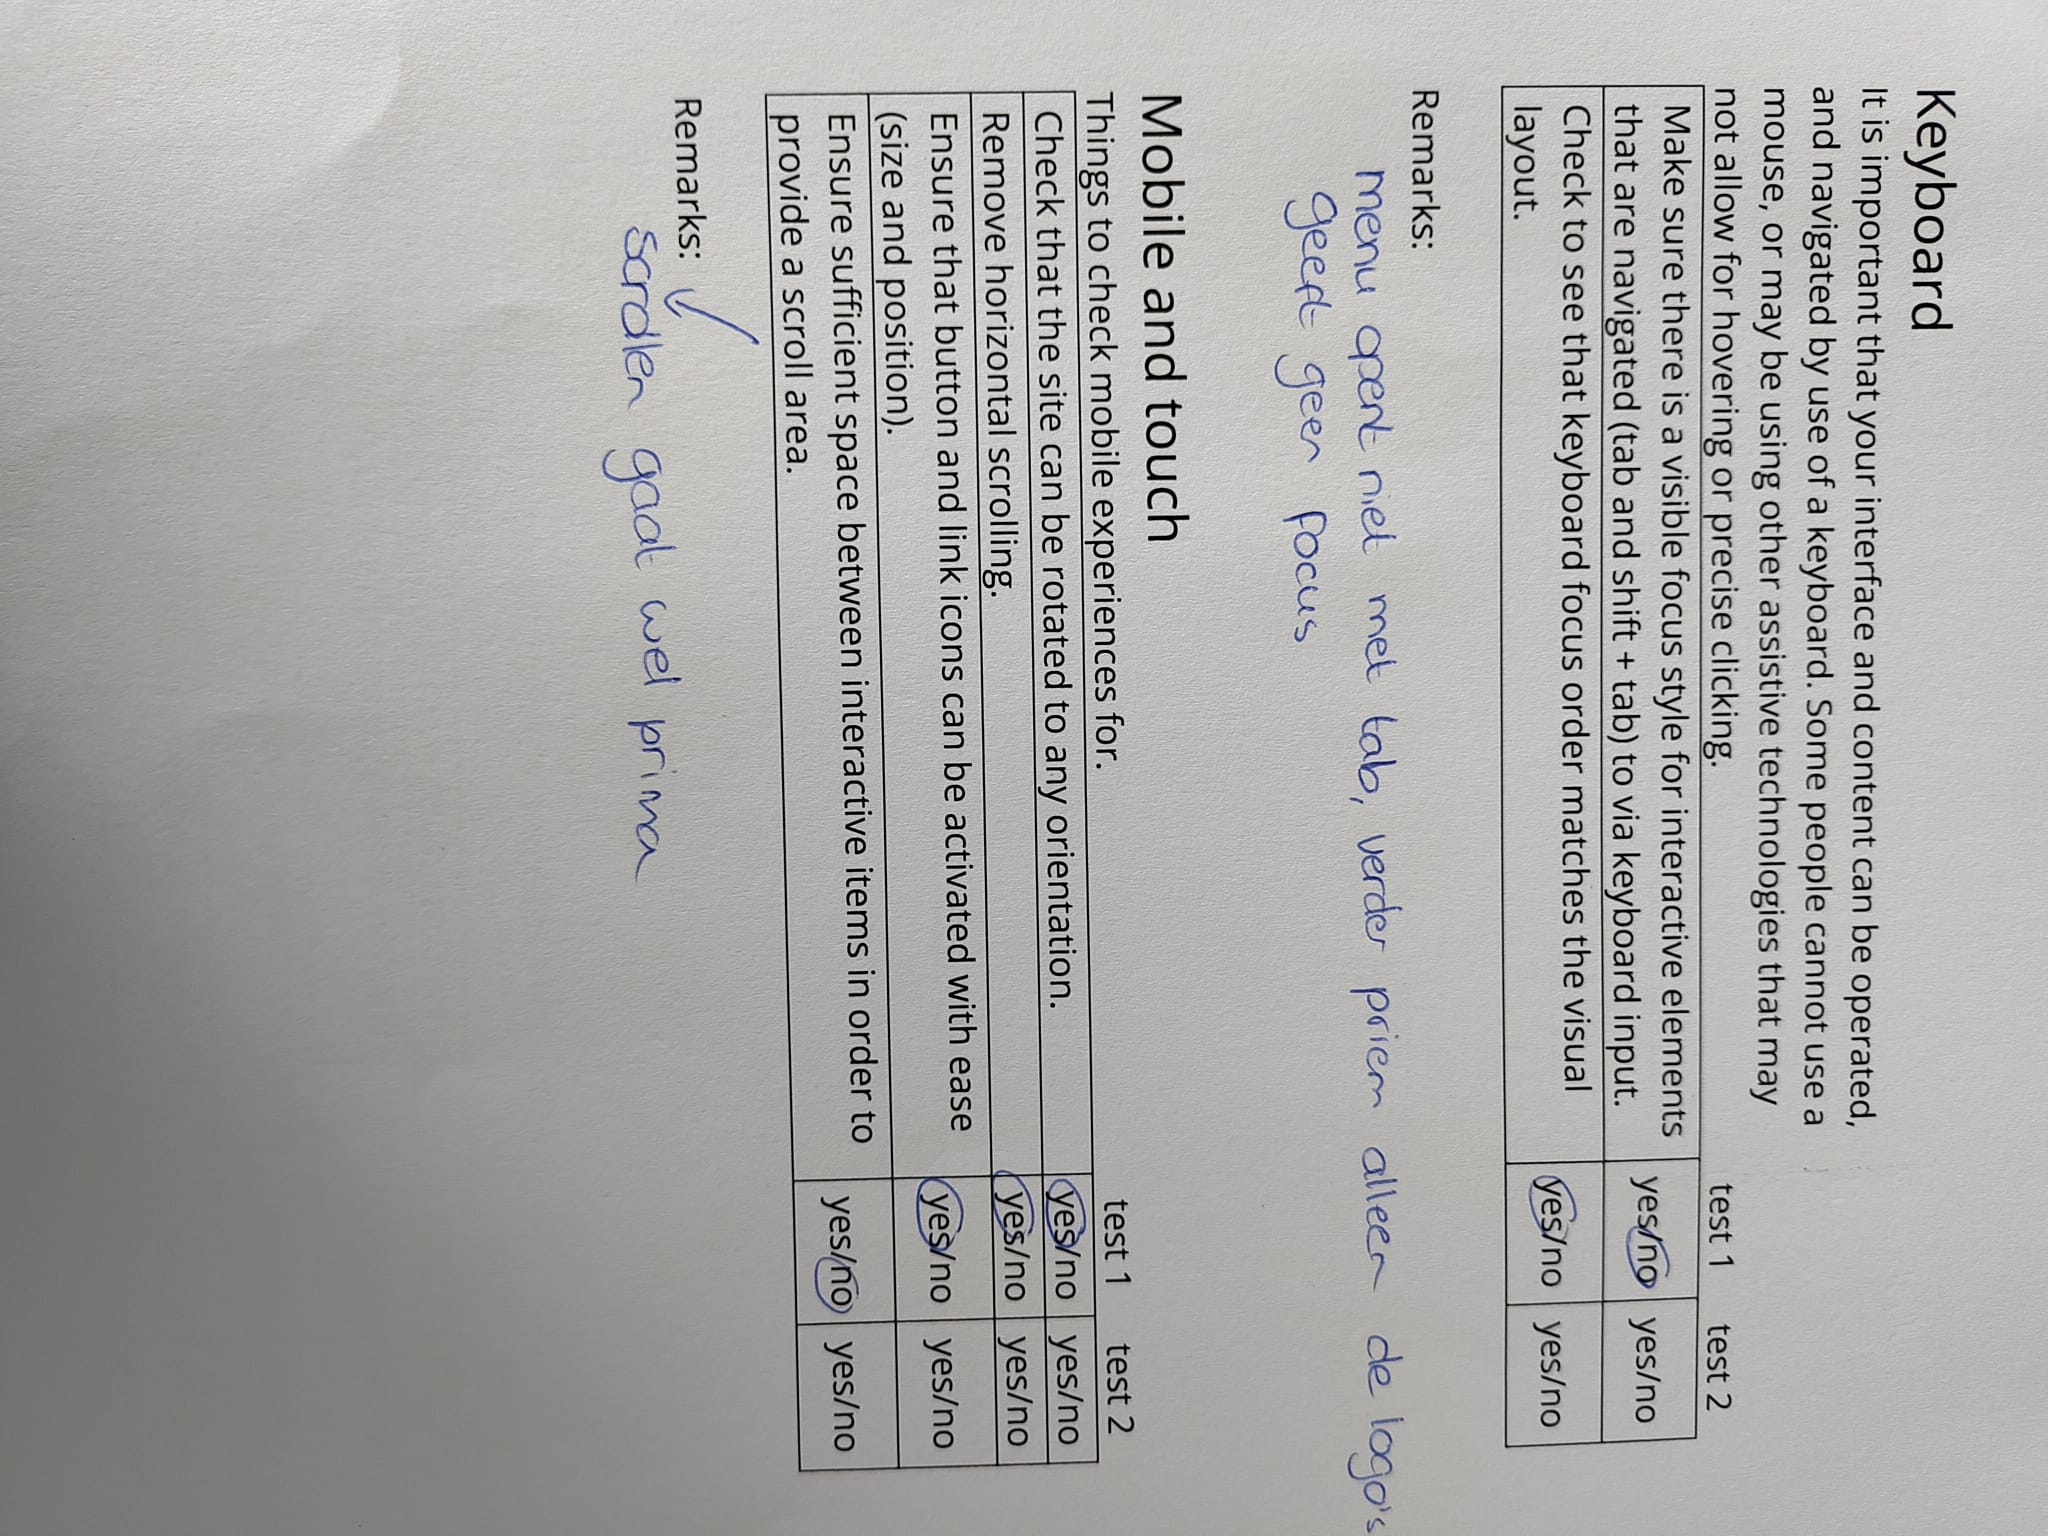 Keyboard
It is important that your interface and content can be operated,
and navigated by use of a keyboard. Some people cannot use a
mouse, or may be using other assistive technologies that may
not allow for hovering or precise clicking.
test 1 test 2
Make sure there is a visible focus style for interactive elements
that are navigated (tab and shift + tab) to via keyboard input.
yes/no yes/no
Check to see that keyboard focus order matches the visual
layout.
yes/no yes/no
Remarks:
menu opent niet met tab, verder priem alleen de logo's
geeft geen focus
Mobile and touch
Things to check mobile experiences for.
test 1 test 2
Check that the site can be rotated to any orientation. yes/no yes/no
Remove horizontal scrolling. yes/no yes/no
Ensure that button and link icons can be activated with ease
(size and position).
yes/no yes/no
Ensure sufficient space between interactive items in order to
provide a scroll area.
yes/no yes/no
Remarks:
scrollen gaat wel prima